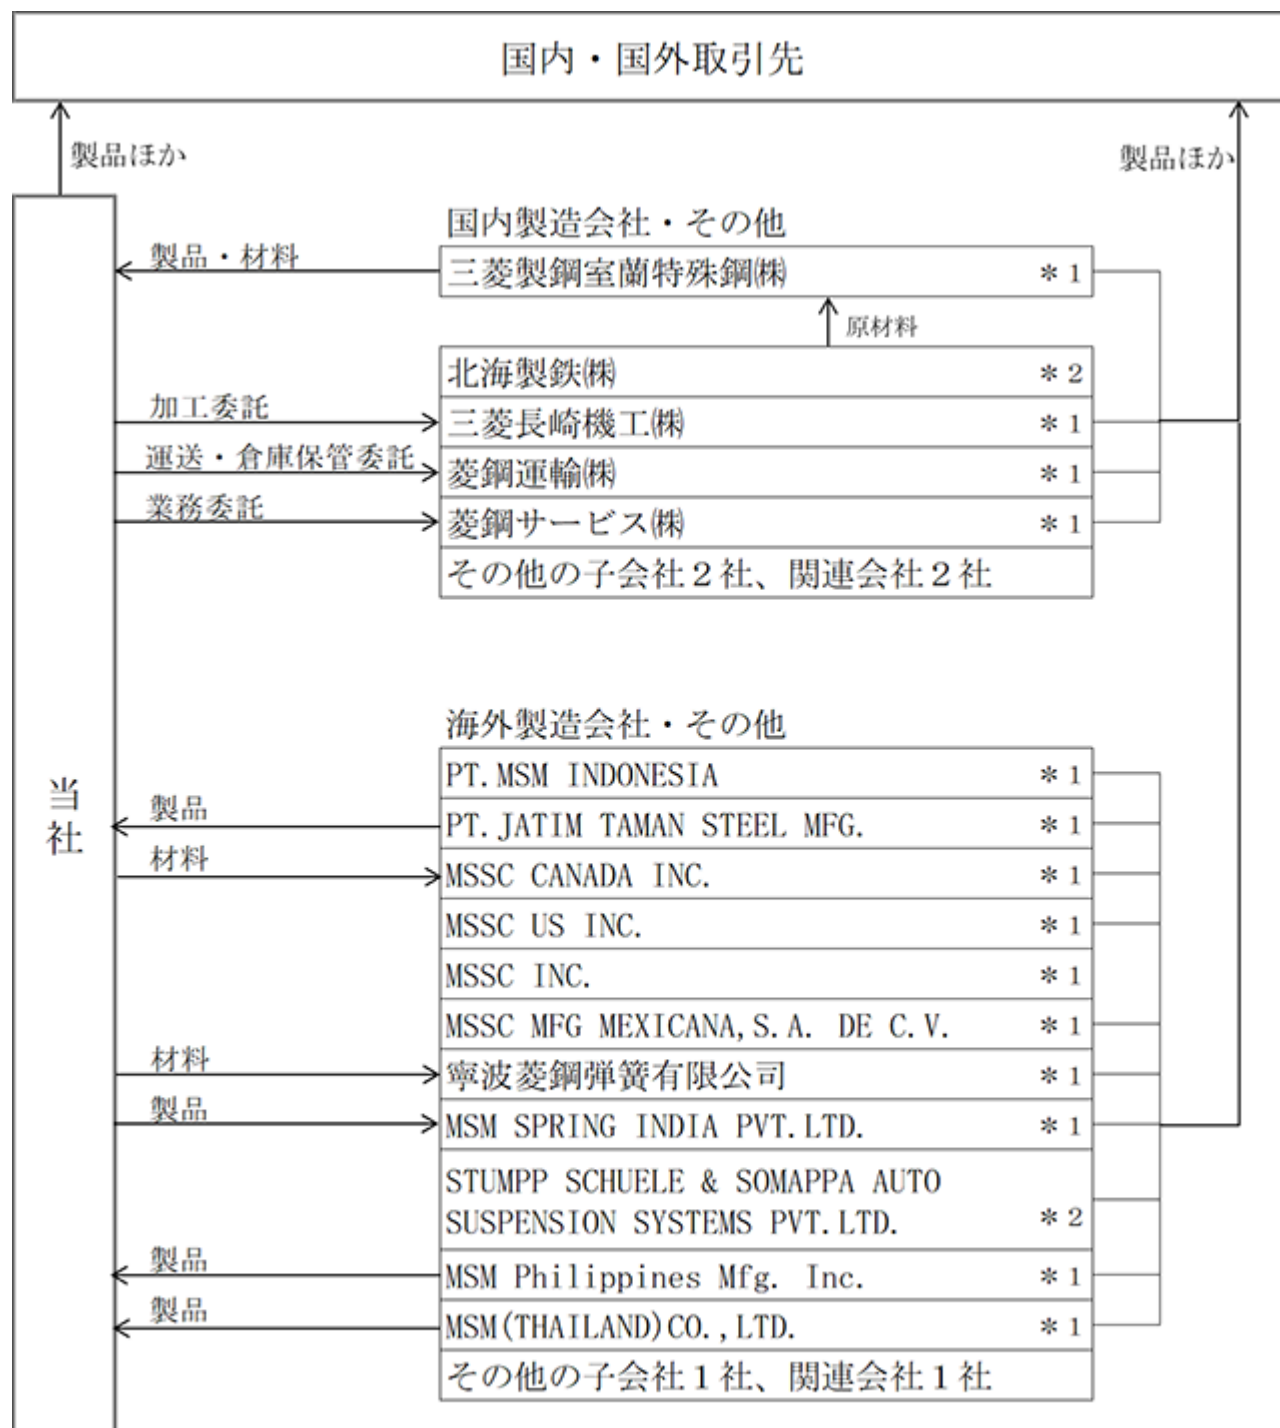 国内・国外取引先
製品ほか
製品ほか
国内製造会社・その他
製品・材料
三菱製鋼室蘭特殊鋼㈱ ＊1
原材料
北海製鉄㈱ ＊2
加工委託
三菱長崎機工㈱ ＊1
運送・倉庫保管委託
菱鋼運輸㈱ ＊1
業務委託
菱鋼サービス㈱ ＊1
その他の子会社２社、関連会社２社
海外製造会社・その他
当社
PT.MSM INDONESIA ＊1
製品
PT.JATIM TAMAN STEEL MFG. ＊1
材料
MSSC CANADA INC. ＊1
MSSC US INC. ＊1
MSSC INC. ＊1
MSSC MFG MEXICANA,S.A. DE C.V. ＊1
材料
寧波菱鋼弾簧有限公司 ＊1
製品
MSM SPRING INDIA PVT.LTD. ＊1
STUMPP SCHUELE & SOMAPPA AUTO
SUSPENSION SYSTEMS PVT.LTD. ＊2
製品
MSM Philippines Mfg. Inc. ＊1
製品
MSM(THAILAND)CO.,LTD. ＊1
その他の子会社１社、関連会社１社